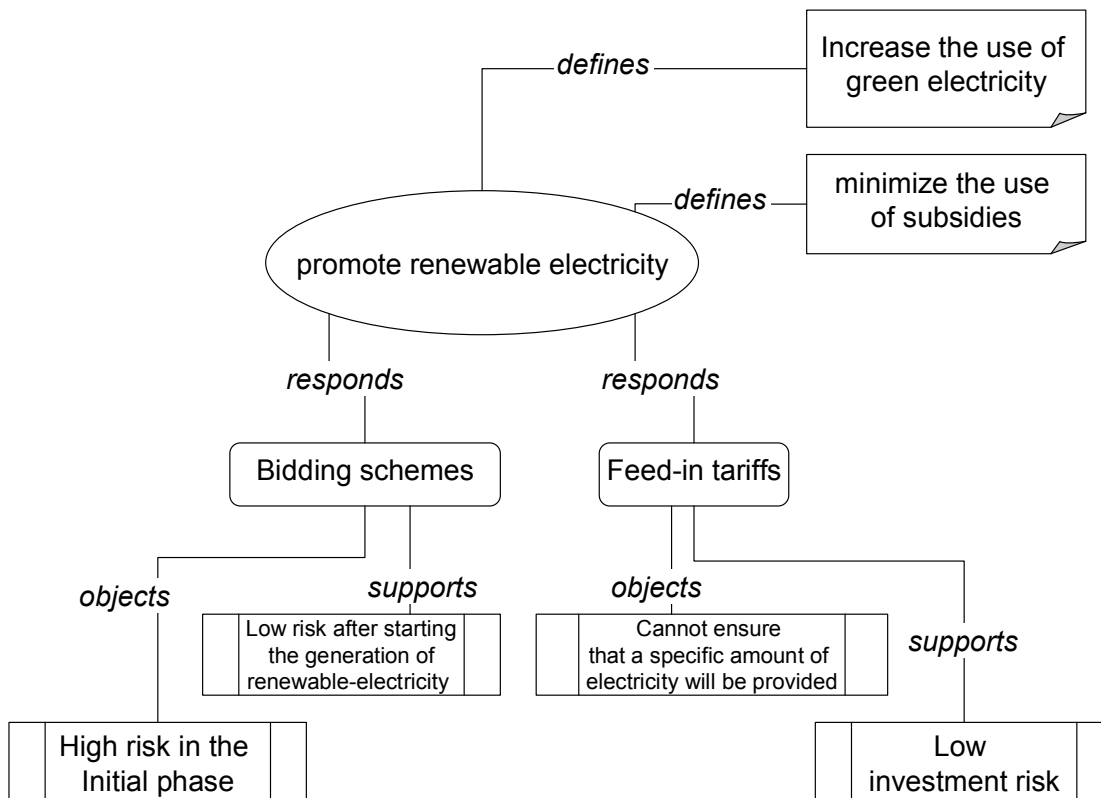 Increase the use of
green electricity
defines
minimize the use
of subsidies
defines
promote renewable electricity
responds
responds
Bidding schemes
Feed-in tariffs
objects
supports
objects
supports
Low risk after starting
the generation of
renewable-electricity
Cannot ensure
that a specific amount of
electricity will be provided
High risk in the
Initial phase
Low
investment risk